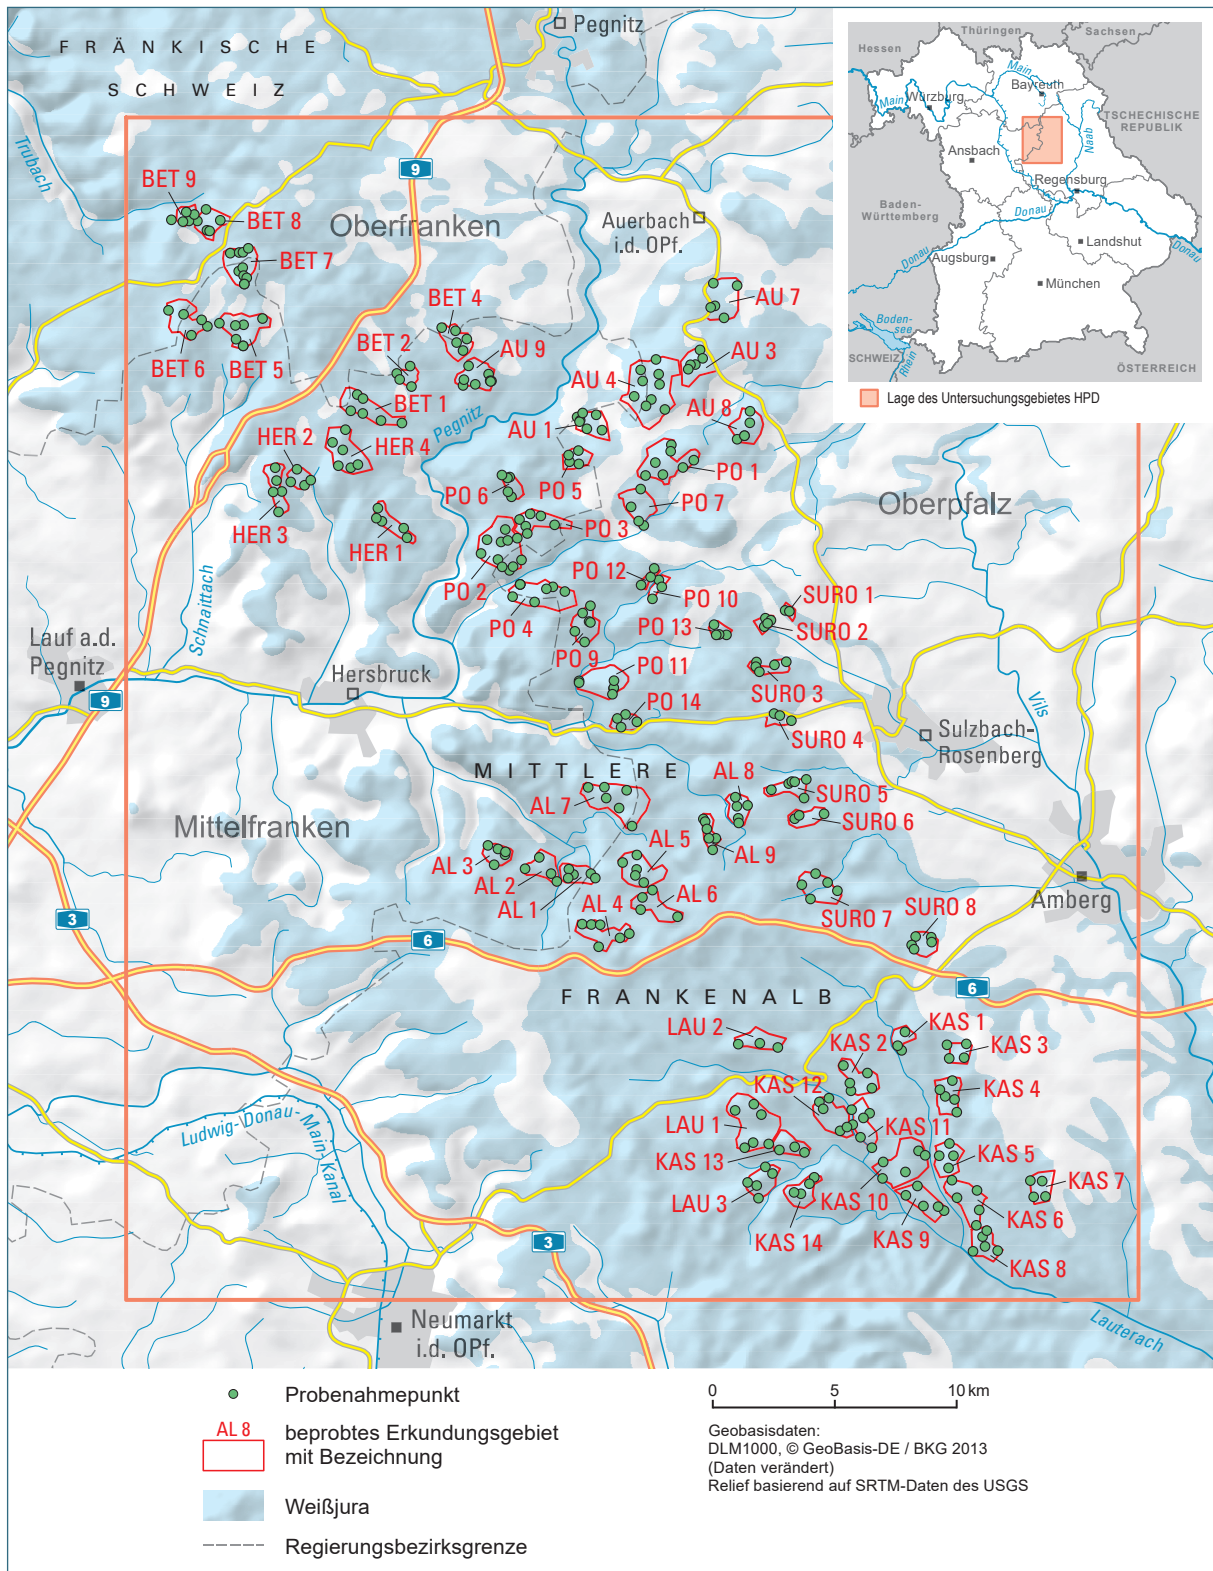 Pegnitz
FRÄNKISCHE
SCHWEIZ
Trubach
9
BET 9
BET 8
Oberfranken
BET 7
Auerbach
i.d. OPf.
BET 4
AU 7
BET 6
BET 5
BET 2
AU 9
AU 3
AU 4
BET 1
Pegnitz
AU 1
AU 8
HER 2
HER 4
PO 5
PO 1
PO 6
PO 7
Oberpfalz
HER 3
HER 1
PO 3
Schnaittach
PO 2
PO 12
PO 10
SURO 1
PO 4
PO 13
SURO 2
Lauf a.d.
Pegnitz
PO 9
PO 11
Hersbruck
SURO 3
9
PO 14
Vils
SURO 4
Sulzbach-
Rosenberg
MITTLERE
AL 8
AL 7
SURO 5
Mittelfranken
SURO 6
AL 5
AL 9
AL 3
AL 2
AL 1
AL 6
Amberg
AL 4
SURO 7
SURO 8
3
6
6
FRANKENALB
LAU 2
KAS 1
KAS 2
KAS 3
KAS 12
KAS 4
LAU 1
KAS 11
Ludwig-Donau-Main-Kanal
KAS 13
KAS 5
KAS 7
LAU 3
KAS 10
KAS 6
KAS 14
KAS 9
3
KAS 8
Neumarkt
i.d. OPf.
Lauterach
Hessen
Thüringen
Sachsen
Main
Bayreuth
Main
Würzburg
TSCHECHISCHE
REPUBLIK
Naab
Ansbach
Regensburg
Baden-
Württemberg
Donau
Landshut
Donau
Donau
Augsburg
München
Boden-
see
SCHWEIZ
Rhein
ÖSTERREICH
Lage des Untersuchungsgebietes HPD
Probenahmepunkt
AL 8
beprobtes Erkundungsgebiet
mit Bezeichnung
Weißjura
Regierungsbezirksgrenze
0 5 10 km
Geobasisdaten:
DLM1000, © GeoBasis-DE / BKG 2013
(Daten verändert)
Relief basierend auf SRTM-Daten des USGS